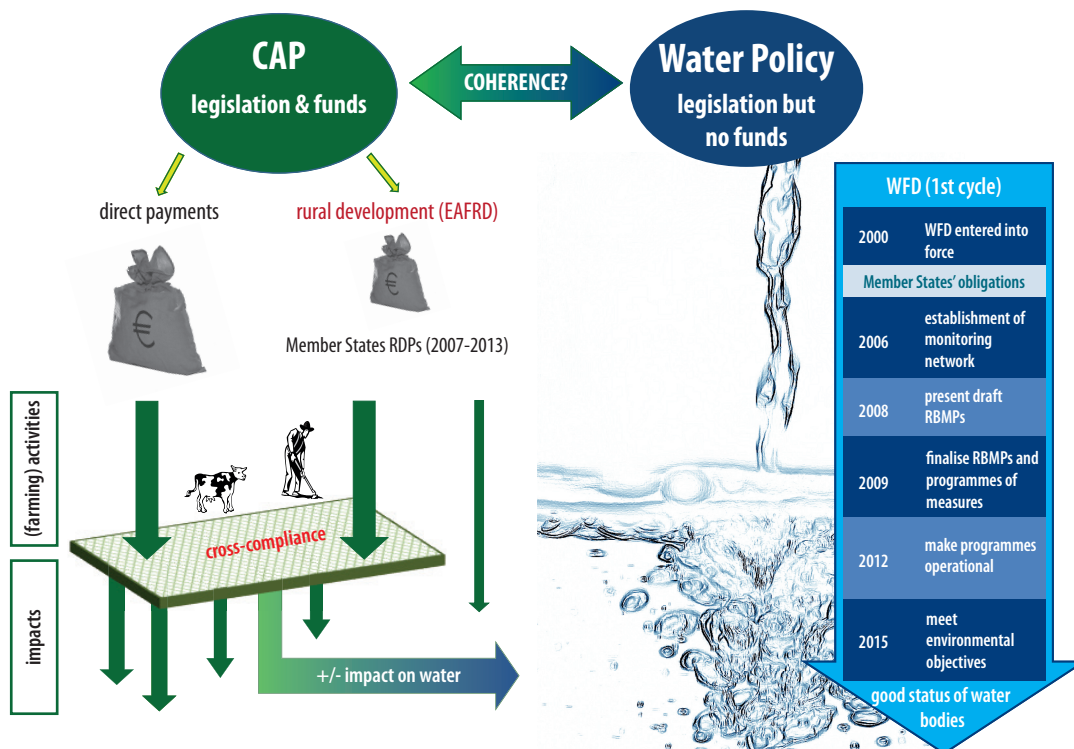 CAP
legislation & funds
COHERENCE?
Water Policy
legislation but
no funds
direct payments
rural development (EAFRD)
€
€
Member States RDPs (2007-2013)
(farming) activities
cross-compliance
impacts
+/- impact on water
WFD (1st cycle)
2000 WFD entered into
force
Member States' obligations
2006 establishment of
monitoring
network
2008 present draft
RBMPs
2009 finalise RBMPs and
programmes of
measures
2012 make programmes
operational
2015 meet
environmental
objectives
good status of water
bodies